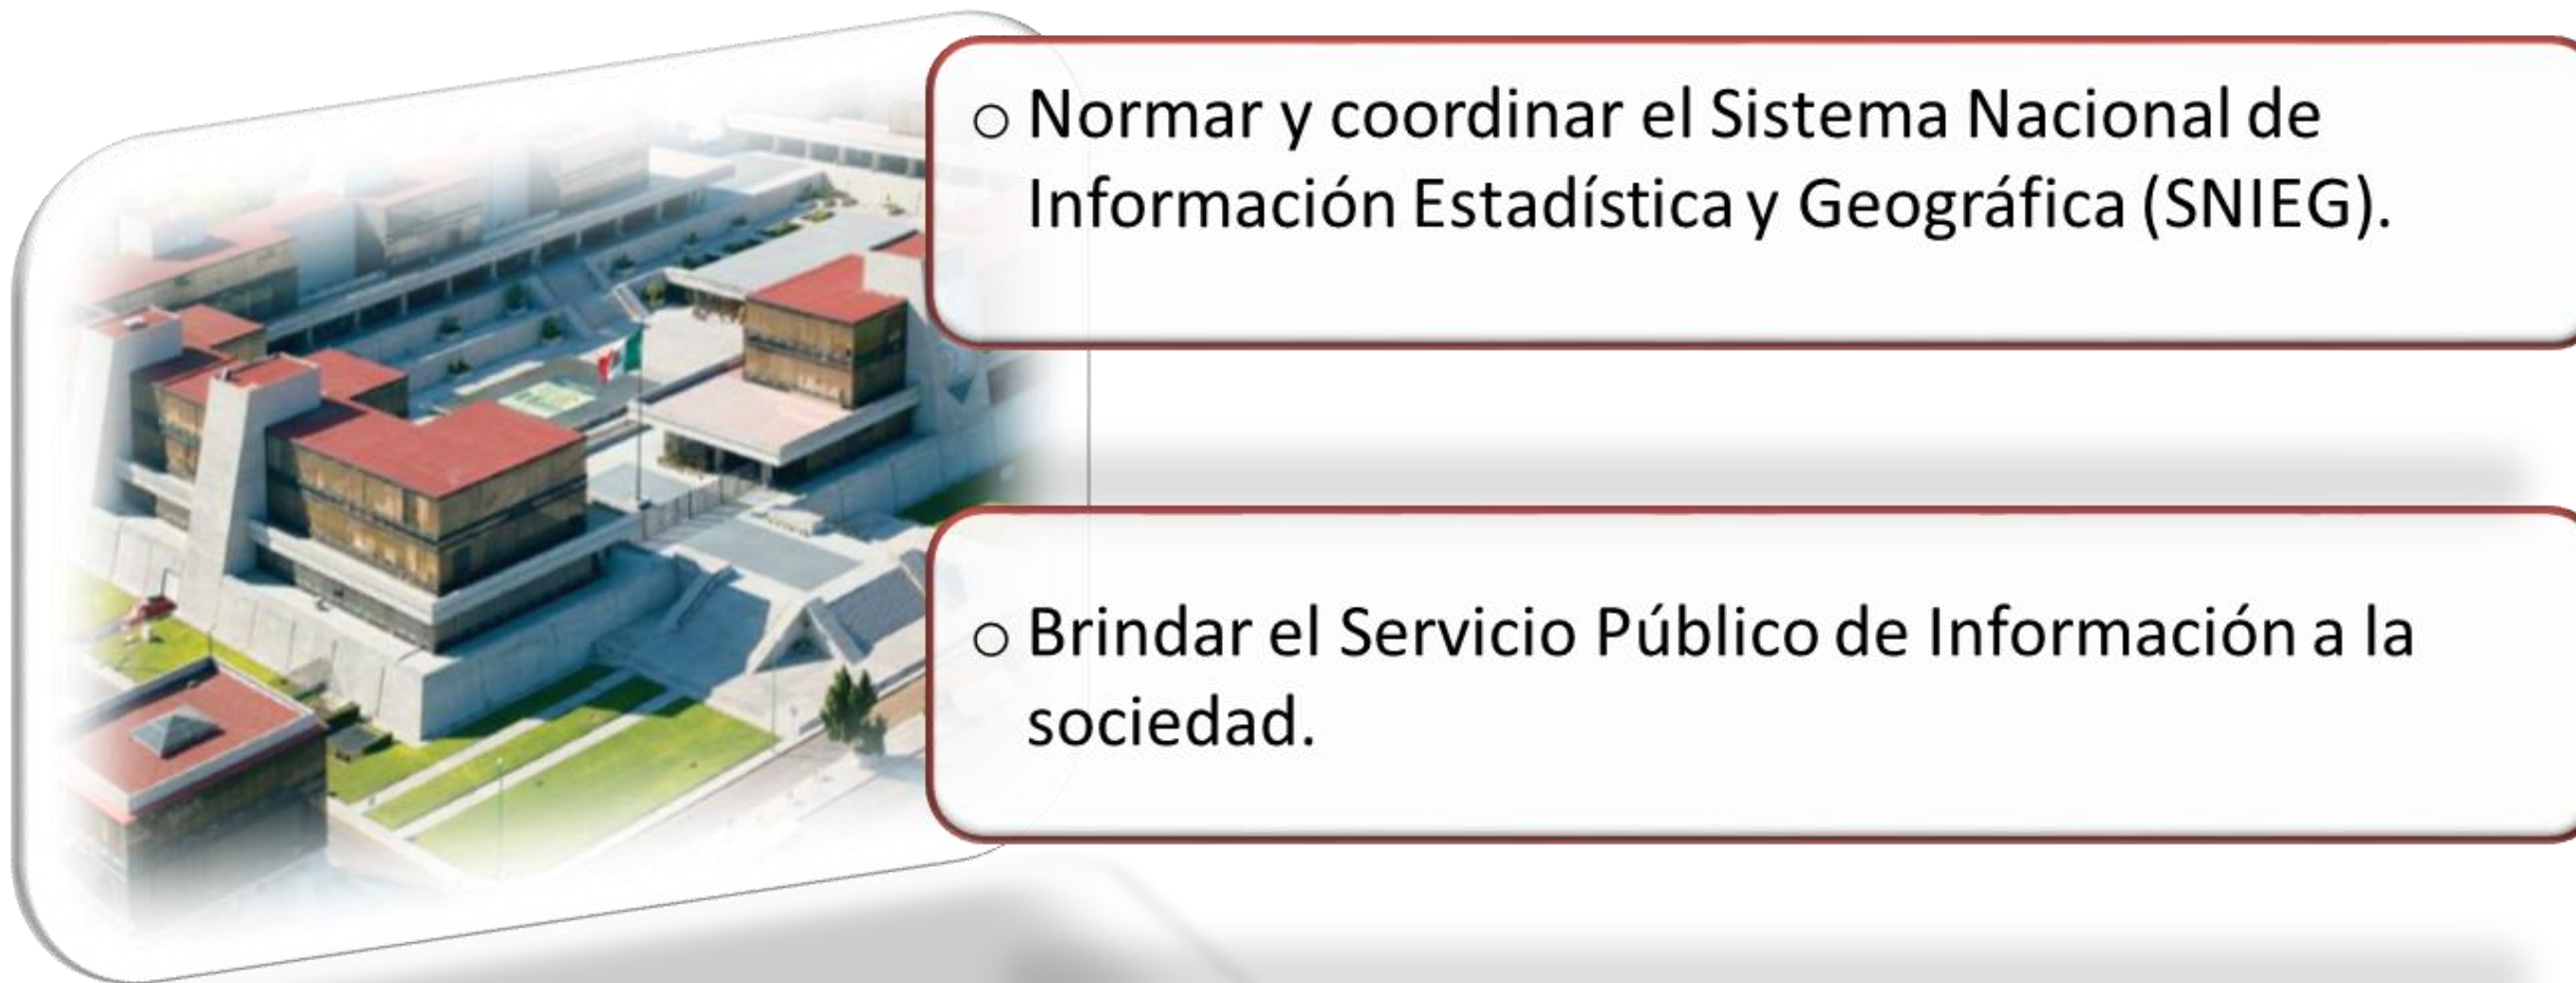 ○ Normar y coordinar el Sistema Nacional de
Información Estadística y Geográfica (SNIEG).
○ Brindar el Servicio Público de Información a la
sociedad.